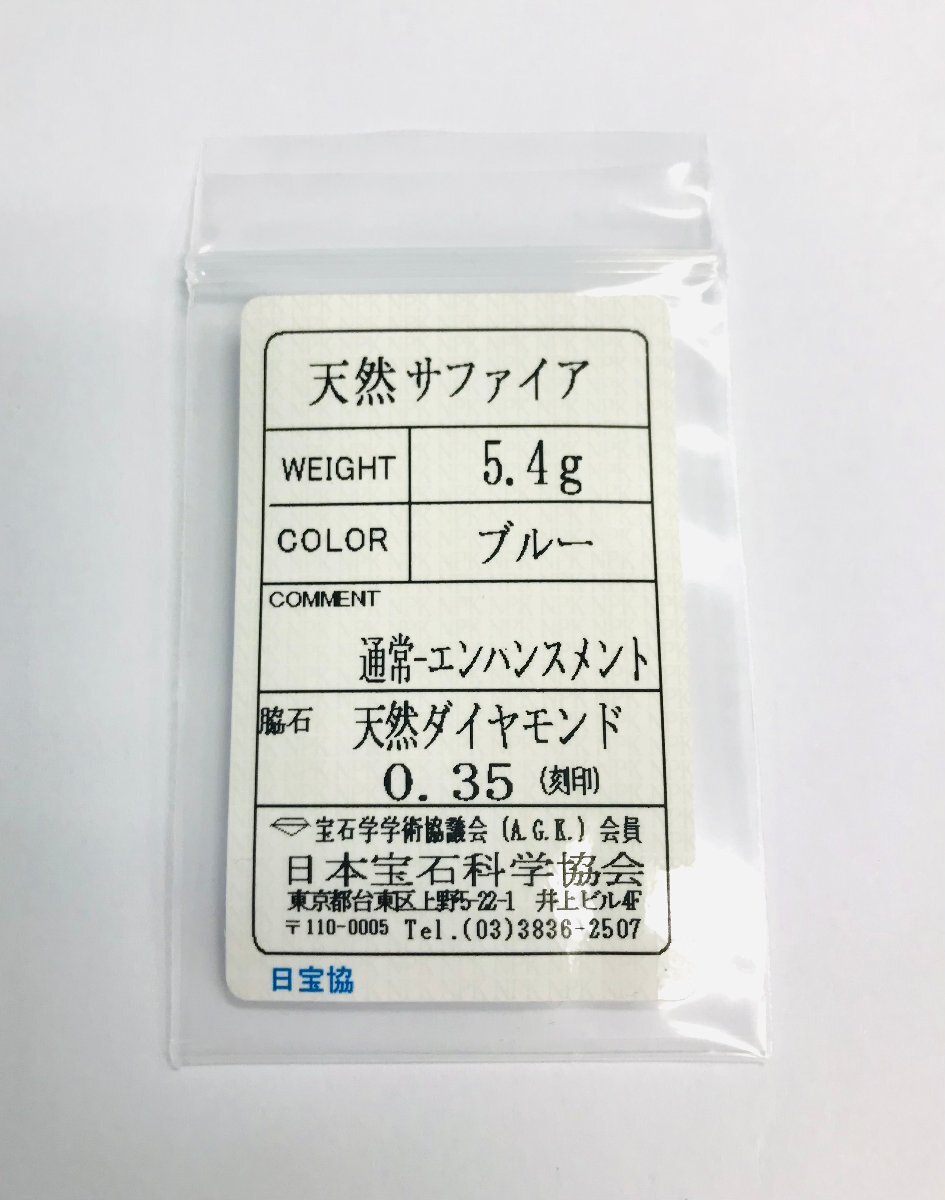 天然サファイア
WEIGHT 5.4g
COLOR ブルー
COMMENT
通常-エンハンスメント
脇石 天然ダイヤモンド
0.35 (刻印)
宝石学学術協議会 (A.G.K.) 会員
日本宝石科学協会
東京都台東区上野5-22-1 井上ビル4F
〒110-0005 Tel.(03)3836-2507
日宝協